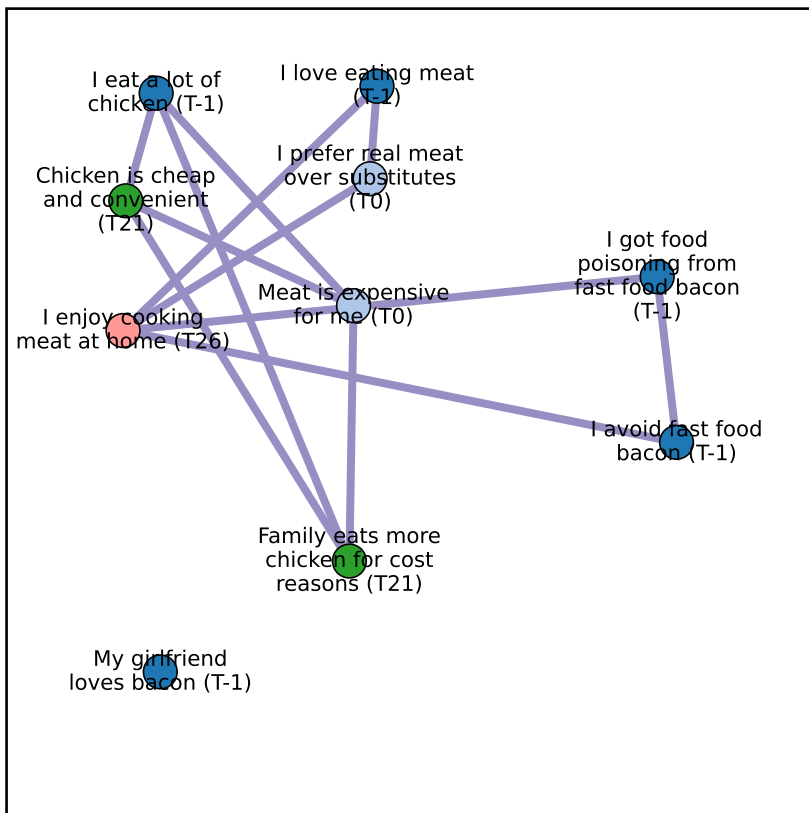 I eat a lot of
chicken (T-1)
I love eating meat
(T-1)
I prefer real meat
over substitutes
(T0)
Chicken is cheap
and convenient
(T21)
I got food
poisoning from
fast food bacon
(T-1)
Meat is expensive
for me (T0)
I enjoy cooking
meat at home (T26)
I avoid fast food
bacon (T-1)
Family eats more
chicken for cost
reasons (T21)
My girlfriend
loves bacon (T-1)